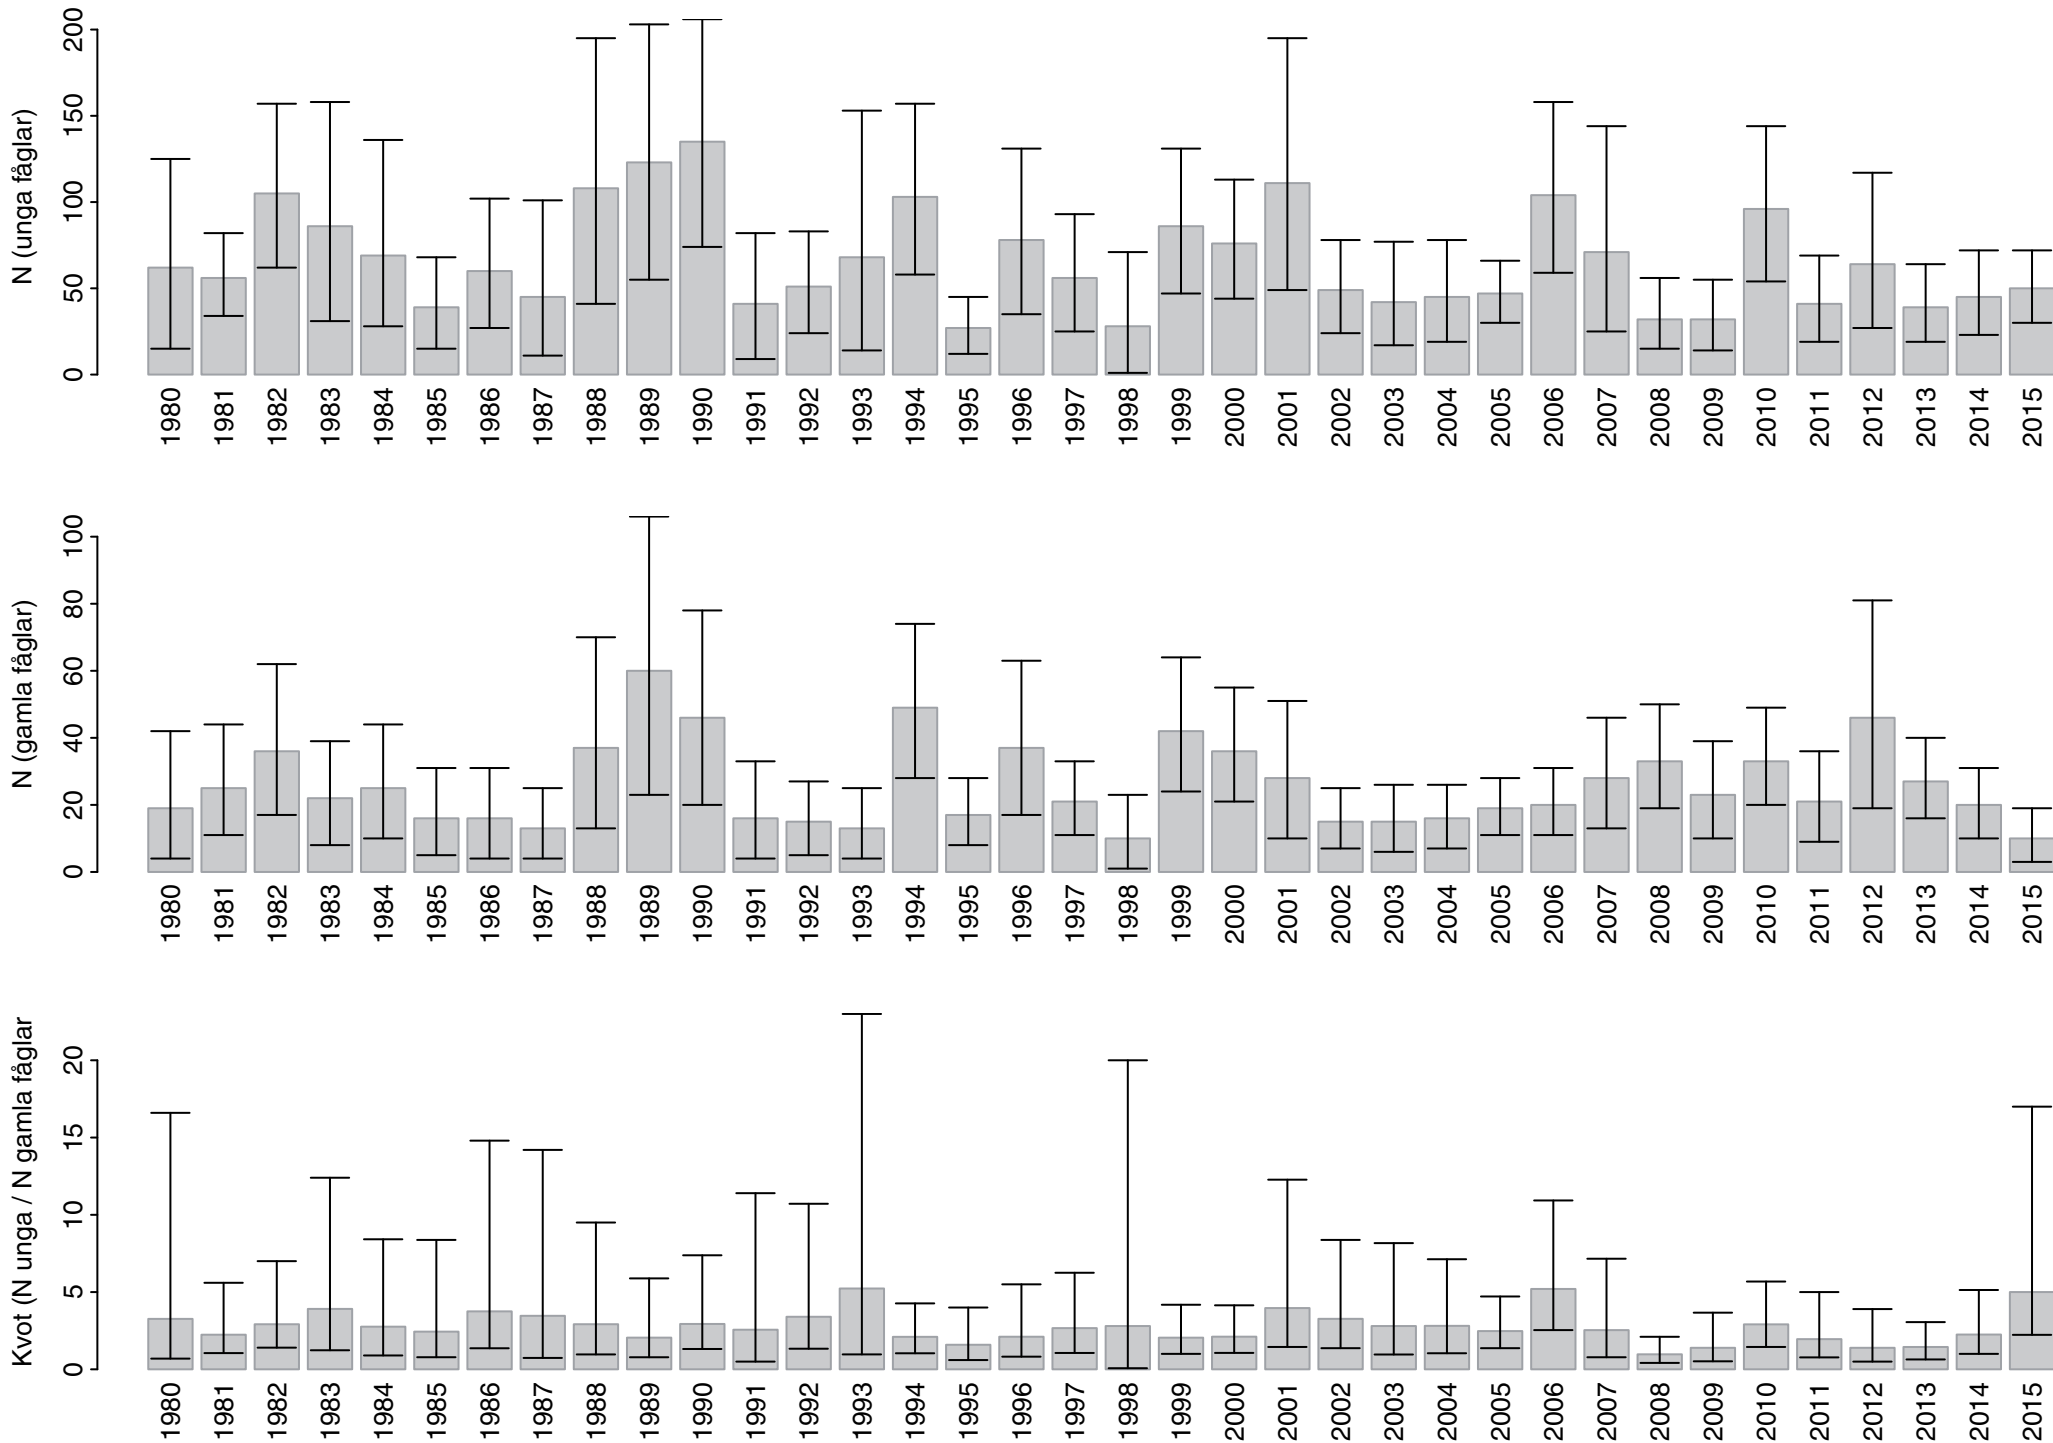 N (unga fåglar)
0 50 100 150 200
1980 1981 1982 1983 1984 1985 1986 1987 1988 1989 1990 1991 1992 1993 1994 1995 1996 1997 1998 1999 2000 2001 2002 2003 2004 2005 2006 2007 2008 2009 2010 2011 2012 2013 2014 2015
N (gamla fåglar)
0 20 40 60 80 100
1980 1981 1982 1983 1984 1985 1986 1987 1988 1989 1990 1991 1992 1993 1994 1995 1996 1997 1998 1999 2000 2001 2002 2003 2004 2005 2006 2007 2008 2009 2010 2011 2012 2013 2014 2015
Kvot (N unga / N gamla fåglar
0 5 10 15 20
1980 1981 1982 1983 1984 1985 1986 1987 1988 1989 1990 1991 1992 1993 1994 1995 1996 1997 1998 1999 2000 2001 2002 2003 2004 2005 2006 2007 2008 2009 2010 2011 2012 2013 2014 2015